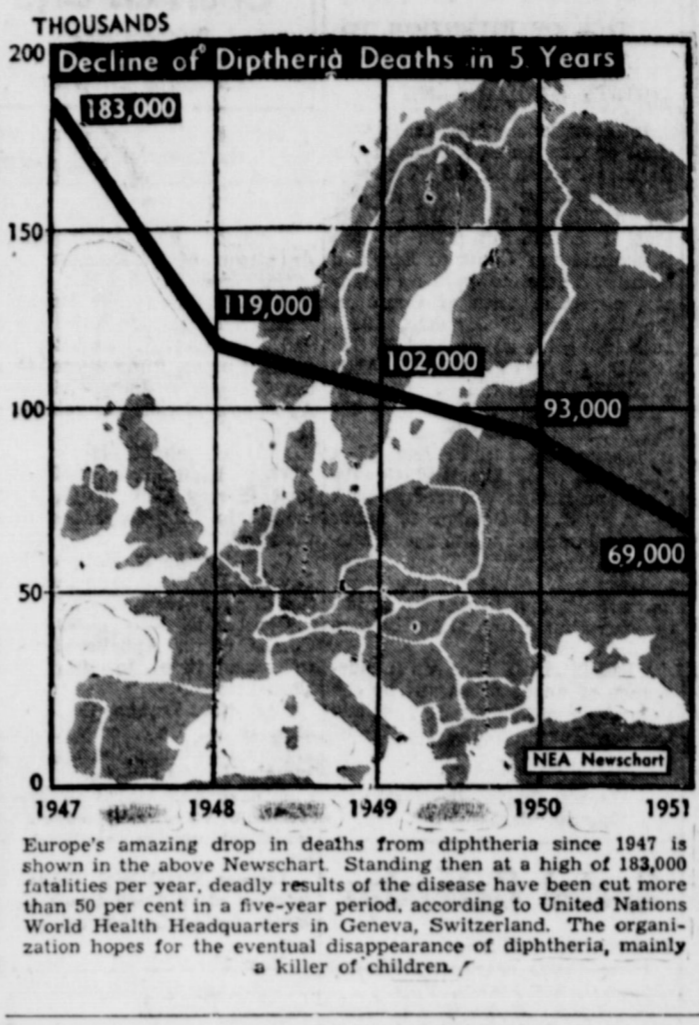 THOUSANDS
200
Decline of Diptheria Deaths in 5 Years
183,000
150
119,000
102,000
100
93,000
69,000
50
NEA Newschart
0
1947 1948 1949 1950 1951
Europe's amazing drop in deaths from diphtheria since 1947 is
shown in the above Newschart. Standing then at a high of 183,000
fatalities per year, deadly results of the disease have been cut more
than 50 per cent in a five-year period, according to United Nations
World Health Headquarters in Geneva, Switzerland. The organi-
zation hopes for the eventual disappearance of diphtheria, mainly
a killer of children.